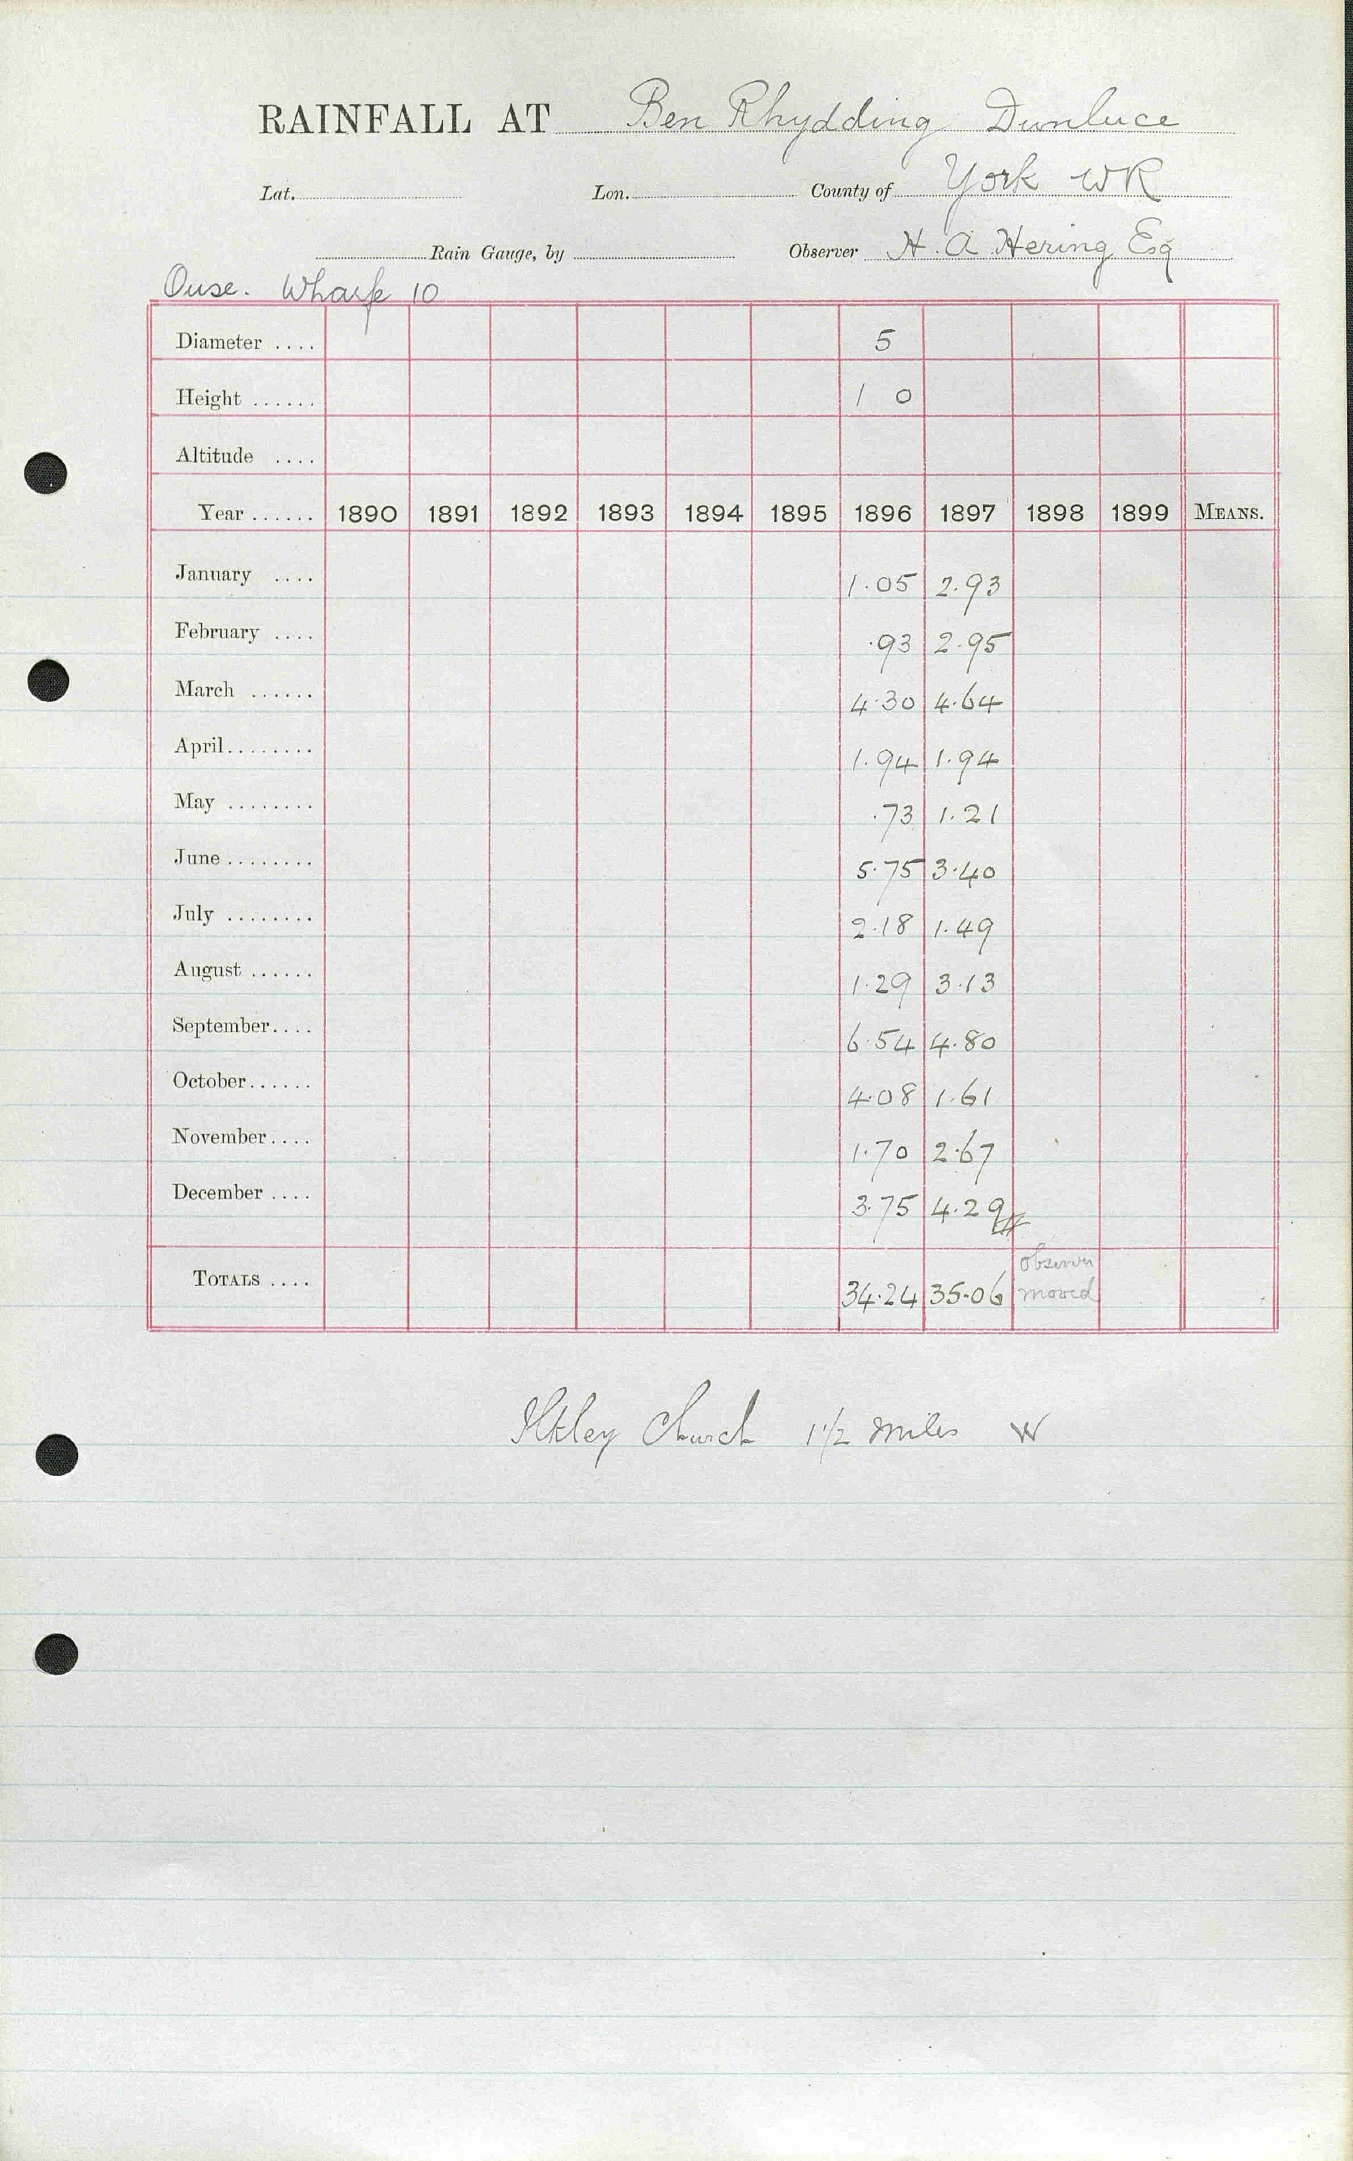 RAINFALL AT Ben Rhydding Dunluce
Lat. Lon. County of York WR
Rain Gauge, by Observer H. A. Hering Esq
Ouse. Wharfe 10
Diameter .... 5
Height ...... 1 0
Altitude ....
Year ...... 1890 1891 1892 1893 1894 1895 1896 1897 1898 1899 MEANS.
January .... 1.05 2.93
February .... .93 2.95
March ...... 4.30 4.64
April........ 1.94 1.94
May ........ .73 1.21
June ........ 5.75 3.40
July ........ 2.18 1.49
August ...... 1.29 3.13
September.... 6.54 4.80
October...... 4.08 1.61
November.... 1.70 2.67
December .... 3.75 4.29
TOTALS .... 34.24 35.06 observer moved
Ilkley Church 1 1/2 miles W